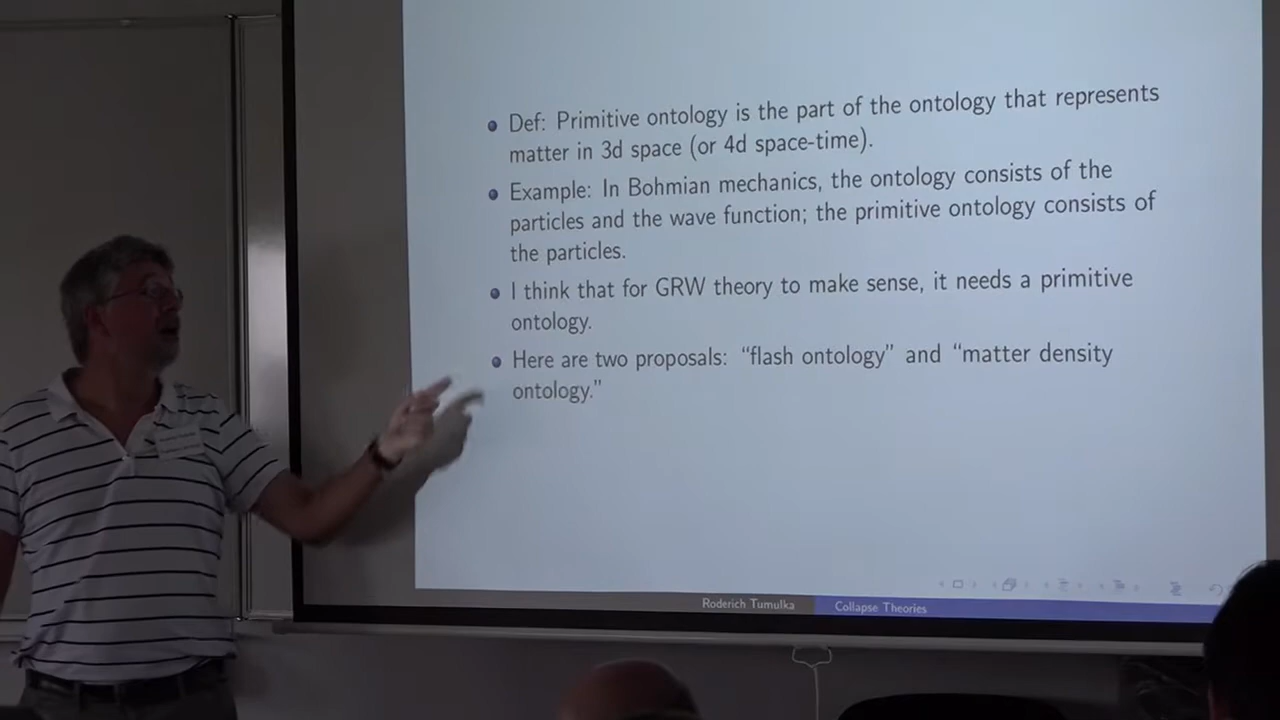 Def: Primitive ontology is the part of the ontology that represents
matter in 3d space (or 4d space-time).
Example: In Bohmian mechanics, the ontology consists of the
particles and the wave function; the primitive ontology consists of
the particles.
I think that for GRW theory to make sense, it needs a primitive
ontology.
Here are two proposals: “flash ontology” and “matter density
ontology.”
Roderich Tumulka
Collapse Theories